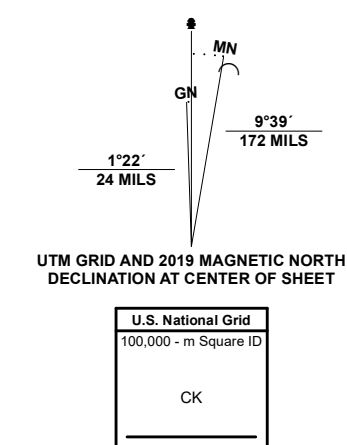 MN
GN
9°39´
172 MILS
1°22´
24 MILS
UTM GRID AND 2019 MAGNETIC NORTH
DECLINATION AT CENTER OF SHEET
U.S. National Grid
100,000 - m Square ID
CK